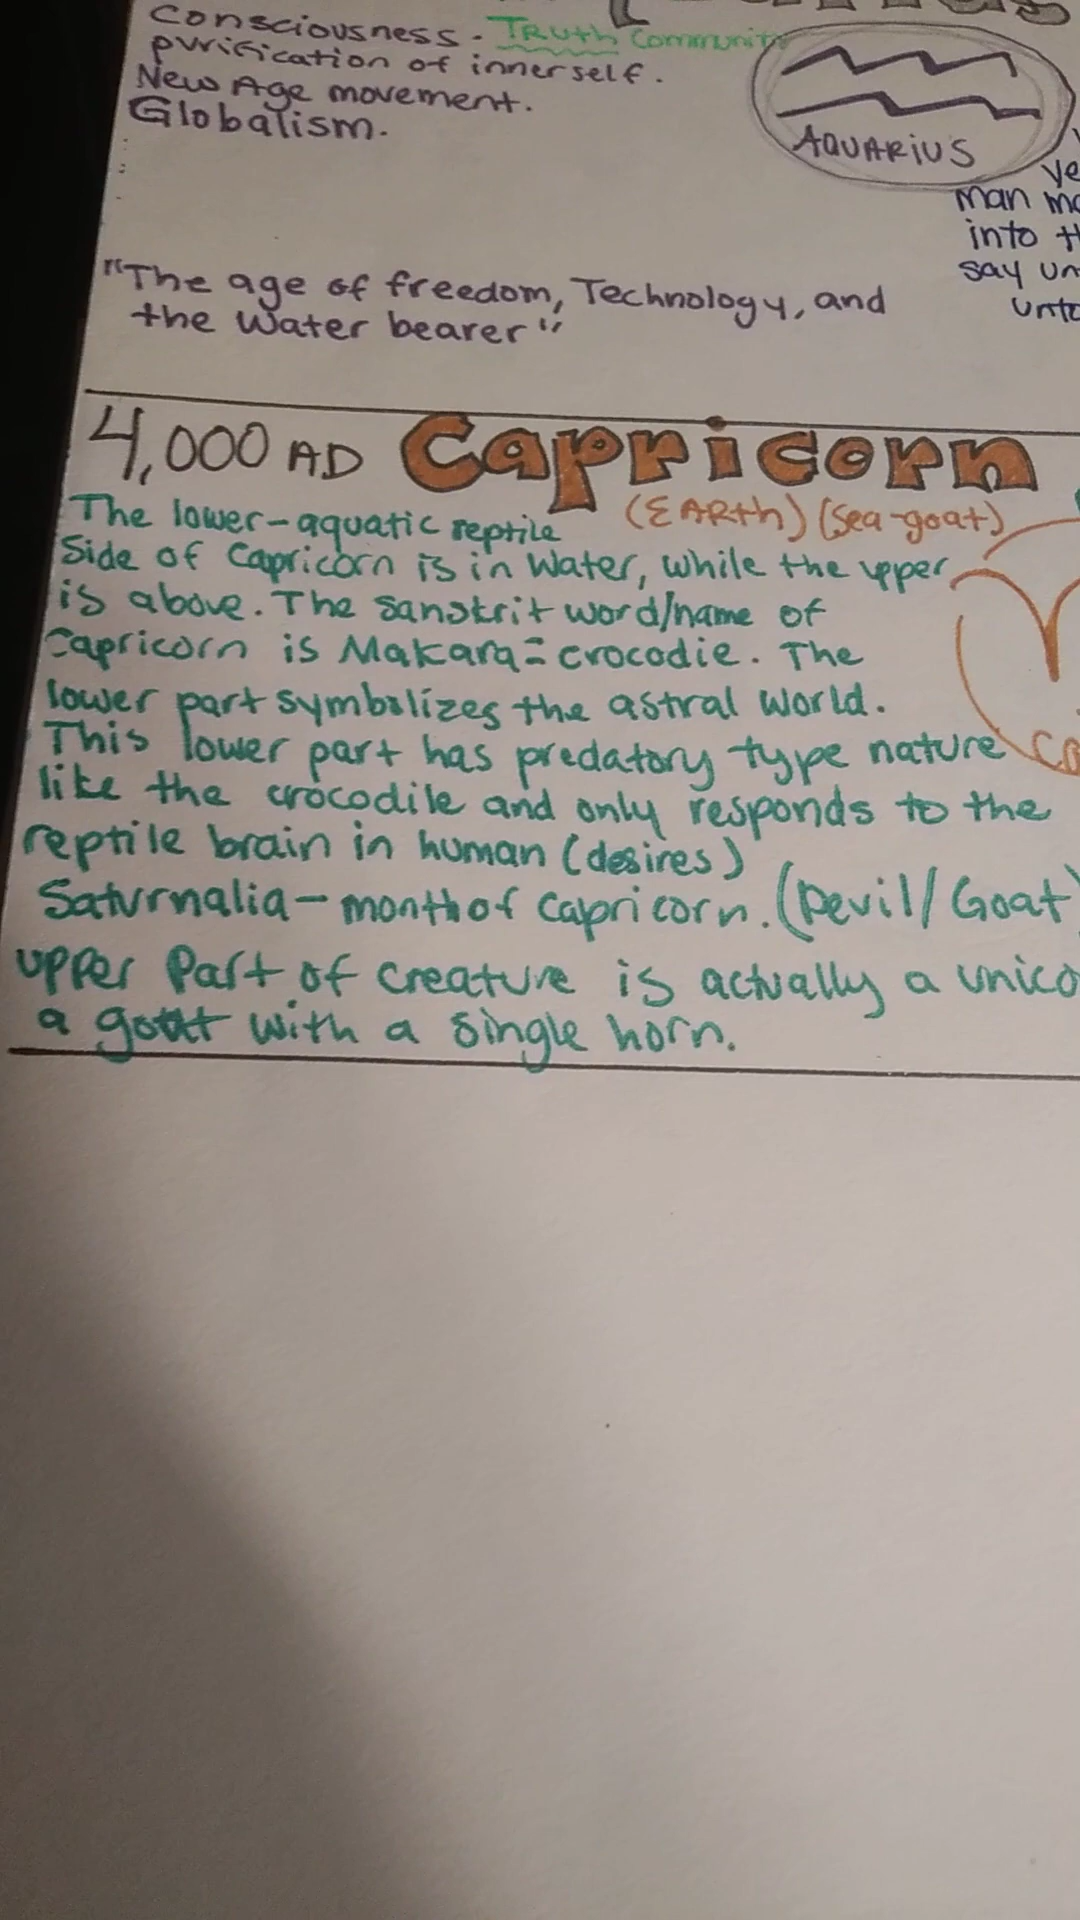 Consciousness. Truth Community
purification of inner self.
New Age movement.
Globalism.
AQUARIUS
man
into
say
"The age of freedom, Technology, and
the Water bearer"
4,000 AD Capricorn
(EARth) (Sea-goat)
The lower-aquatic reptile
Side of Capricorn is in Water, while the upper
is above. The Sanskrit word/name of
Capricorn is Makara = crocodie. The
lower part symbolizes the astral World.
This lower part has predatory type nature
like the crocodile and only responds to the
reptile brain in human (desires)
Saturnalia - month of Capricorn. (Devil/Goat)
upper Part of Creature is actually a
a goat with a single horn.